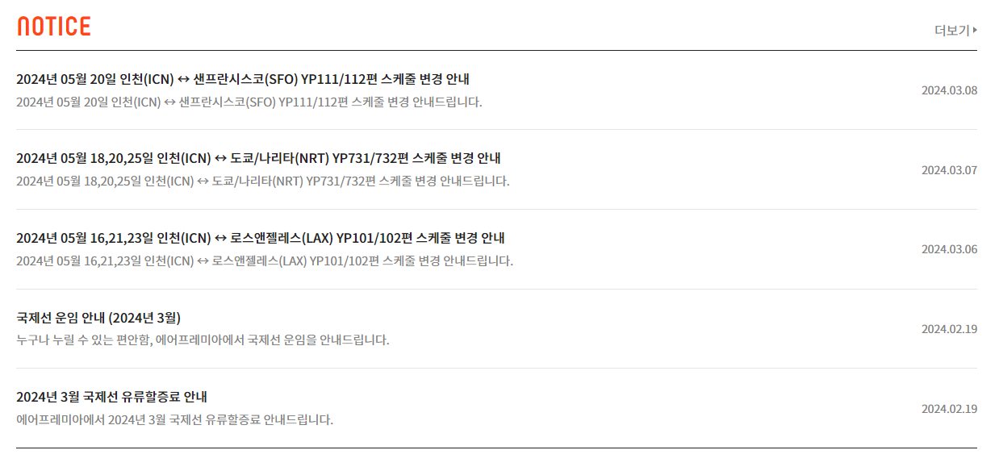 NOTICE
더보기
2024년 05월 20일 인천(ICN) ↔ 샌프란시스코(SFO) YP111/112편 스케줄 변경 안내
2024년 05월 20일 인천(ICN) ↔ 샌프란시스코(SFO) YP111/112편 스케줄 변경 안내드립니다.
2024.03.08
2024년 05월 18,20,25일 인천(ICN) ↔ 도쿄/나리타(NRT) YP731/732편 스케줄 변경 안내
2024년 05월 18,20,25일 인천(ICN) ↔ 도쿄/나리타(NRT) YP731/732편 스케줄 변경 안내드립니다.
2024.03.07
2024년 05월 16,21,23일 인천(ICN) ↔ 로스앤젤레스(LAX) YP101/102편 스케줄 변경 안내
2024년 05월 16,21,23일 인천(ICN) ↔ 로스앤젤레스(LAX) YP101/102편 스케줄 변경 안내드립니다.
2024.03.06
국제선 운임 안내 (2024년 3월)
누구나 누릴 수 있는 편안함, 에어프레미아에서 국제선 운임을 안내드립니다.
2024.02.19
2024년 3월 국제선 유류할증료 안내
에어프레미아에서 2024년 3월 국제선 유류할증료 안내드립니다.
2024.02.19